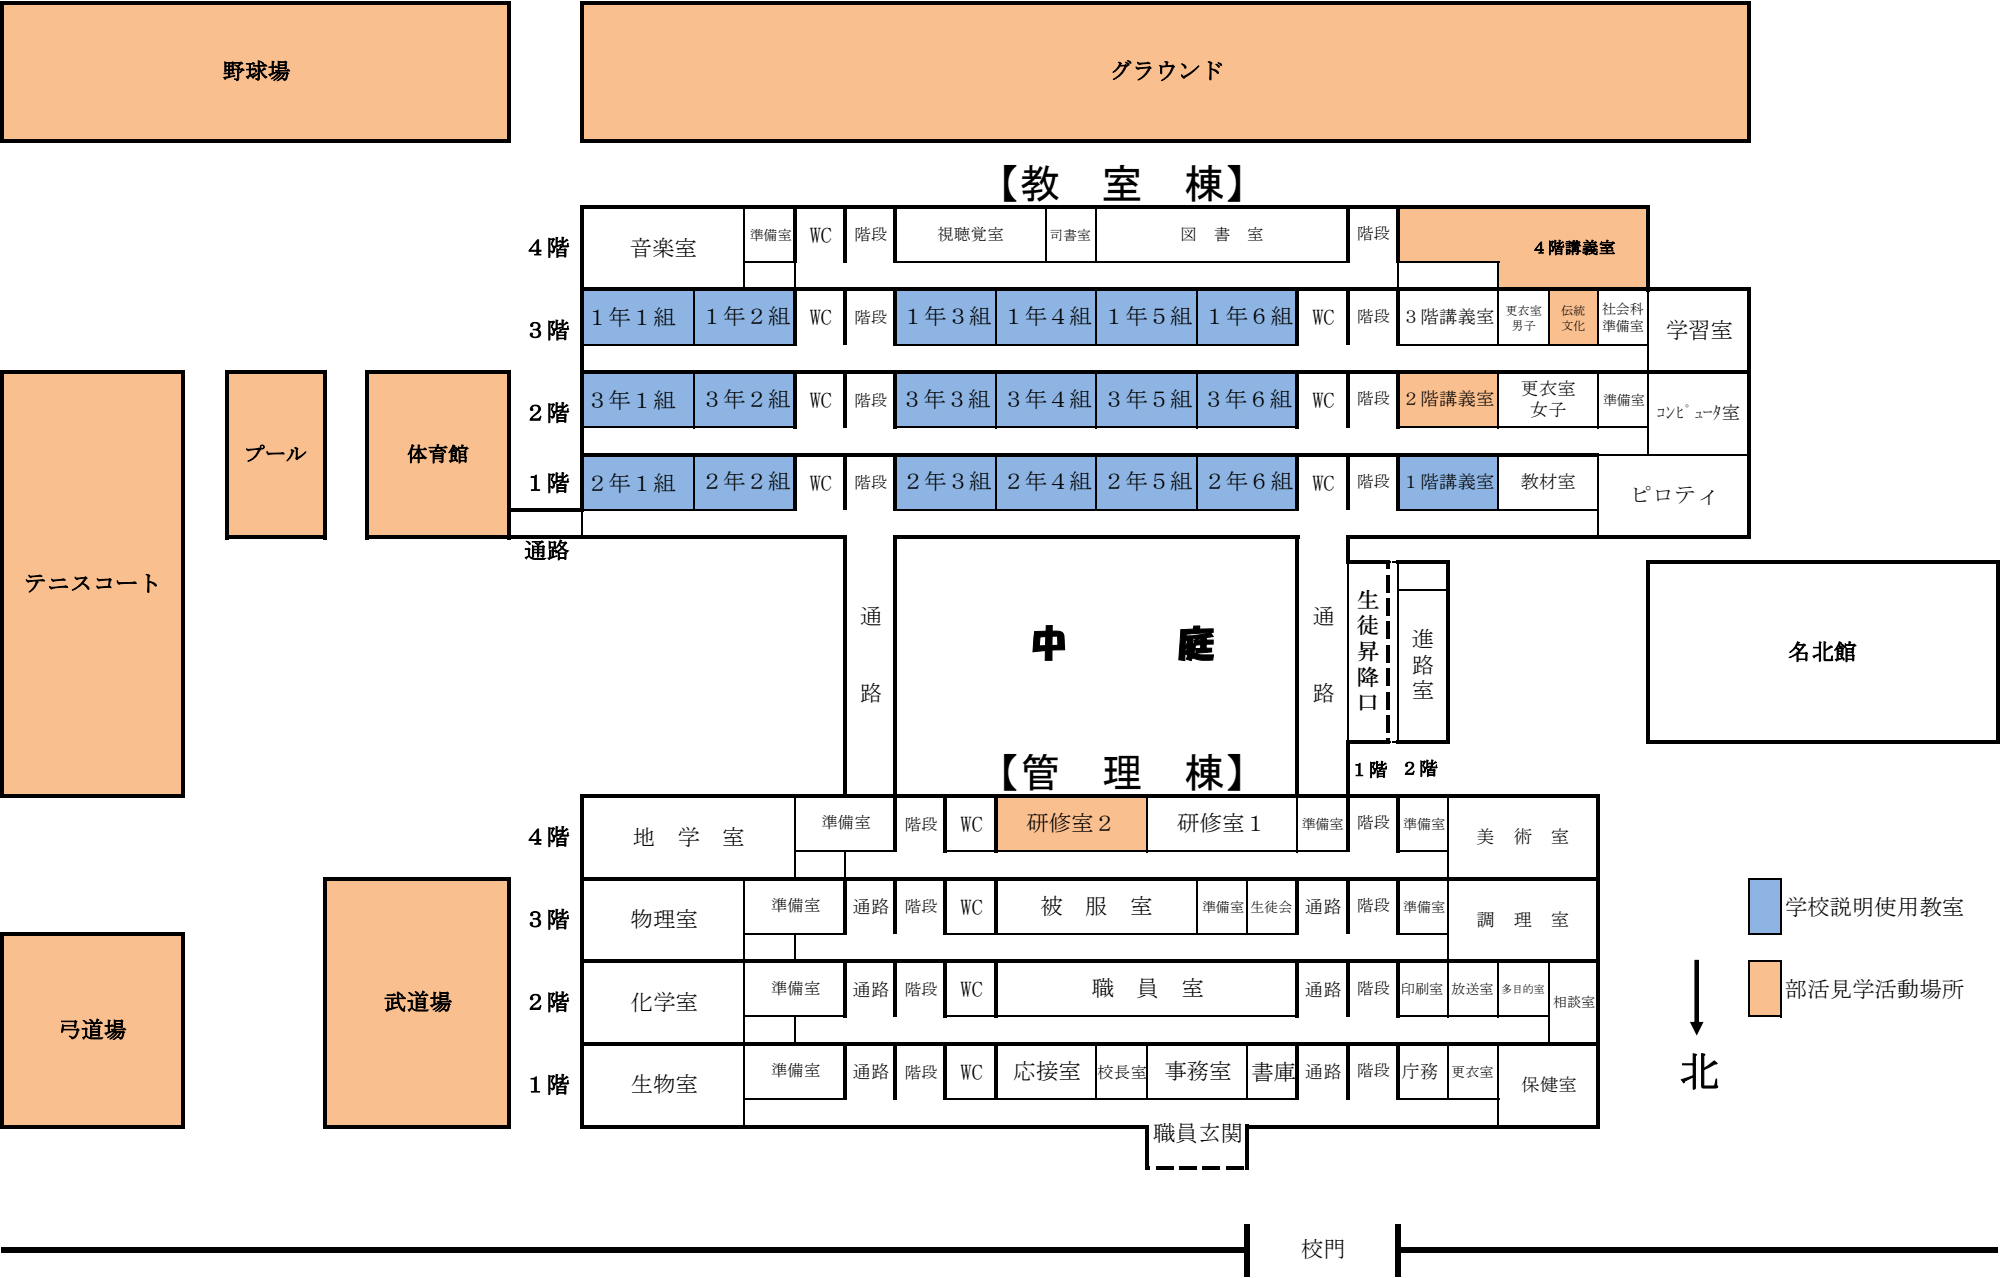 野球場
グラウンド
【教　室　棟】
４階
音楽室
準備室
WC
階段
視聴覚室
司書室
図　書　室
階段
４階講義室
３階
１年１組
１年２組
WC
階段
１年３組
１年４組
１年５組
１年６組
WC
階段
３階講義室
更衣室
男子
伝統
文化
社会科
準備室
学習室
２階
３年１組
３年２組
WC
階段
３年３組
３年４組
３年５組
３年６組
WC
階段
２階講義室
更衣室
女子
準備室
ｺﾝﾋﾟｭｰﾀ室
１階
２年１組
２年２組
WC
階段
２年３組
２年４組
２年５組
２年６組
WC
階段
１階講義室
教材室
ピロティ
テニスコート
プール
体育館
通路
通路
中　庭
通路
生徒昇降口
進路室
１階
２階
名北館
【管　理　棟】
４階
地　学　室
準備室
階段
WC
研修室２
研修室１
準備室
階段
準備室
美　術　室
３階
物理室
準備室
通路
階段
WC
被　服　室
準備室
生徒会
通路
階段
準備室
調　理　室
２階
化学室
準備室
通路
階段
WC
職　員　室
通路
階段
印刷室
放送室
多目的室
相談室
１階
生物室
準備室
通路
階段
WC
応接室
校長室
事務室
書庫
通路
階段
庁務
更衣室
保健室
職員玄関
武道場
弓道場
学校説明使用教室
部活見学活動場所
北
校門